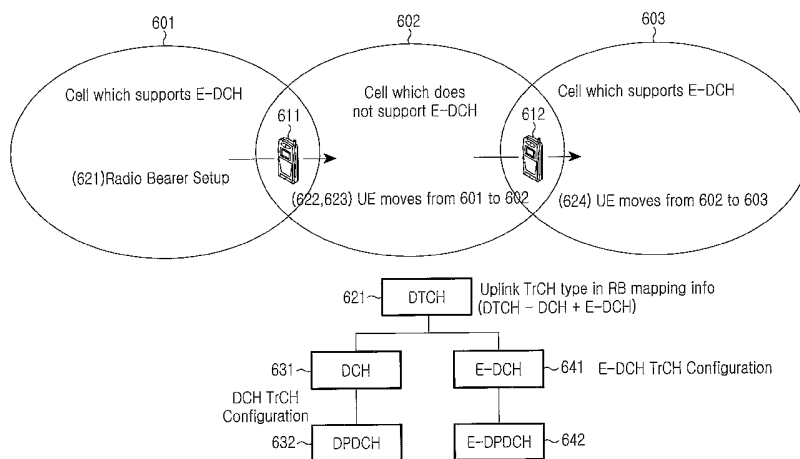 601
602
603
Cell which supports E-DCH
Cell which does
not support E-DCH
Cell which supports E-DCH
611
612
(621)Radio Bearer Setup
(622,623) UE moves from 601 to 602
(624) UE moves from 602 to 603
621
DTCH
Uplink TrCH type in RB mapping info
(DTCH - DCH + E-DCH)
631
DCH
E-DCH
641
E-DCH TrCH Configuration
DCH TrCH
Configuration
632
DPDCH
E-DPDCH
642